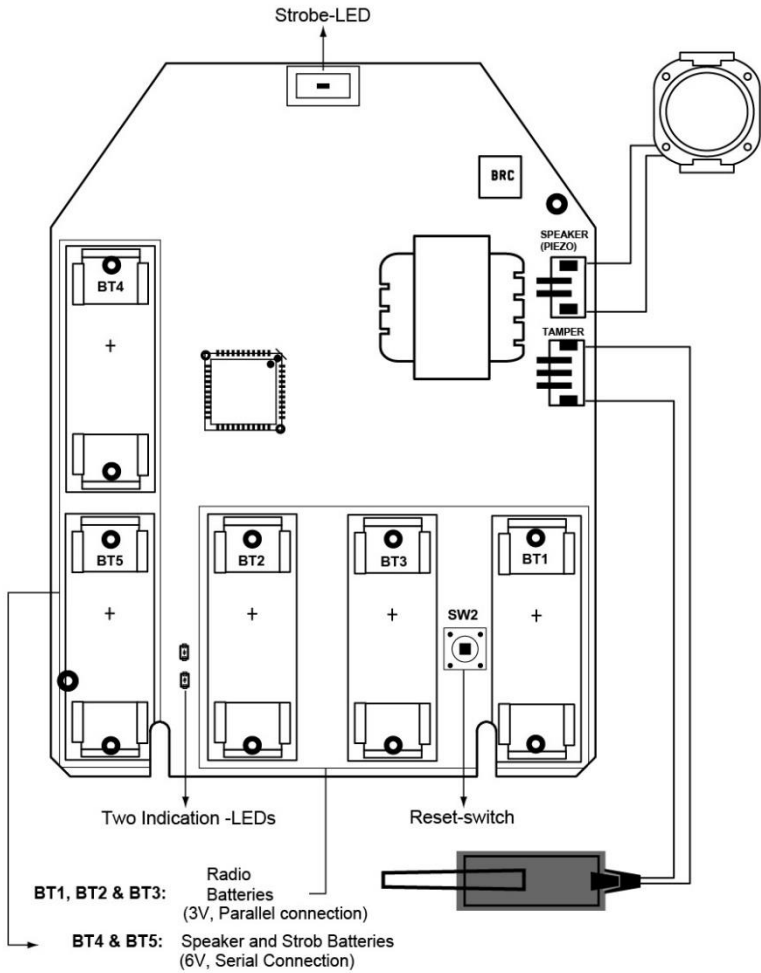 Strobe-LED
BRC
SPEAKER
(PIEZO)
BT4
TAMPER
+
BT5
BT2
BT3
BT1
+
+
+
+
SW2
Two Indication -LEDs
Reset-switch
BT1, BT2 & BT3: Radio
Batteries
(3V, Parallel connection)
BT4 & BT5: Speaker and Strob Batteries
(6V, Serial Connection)